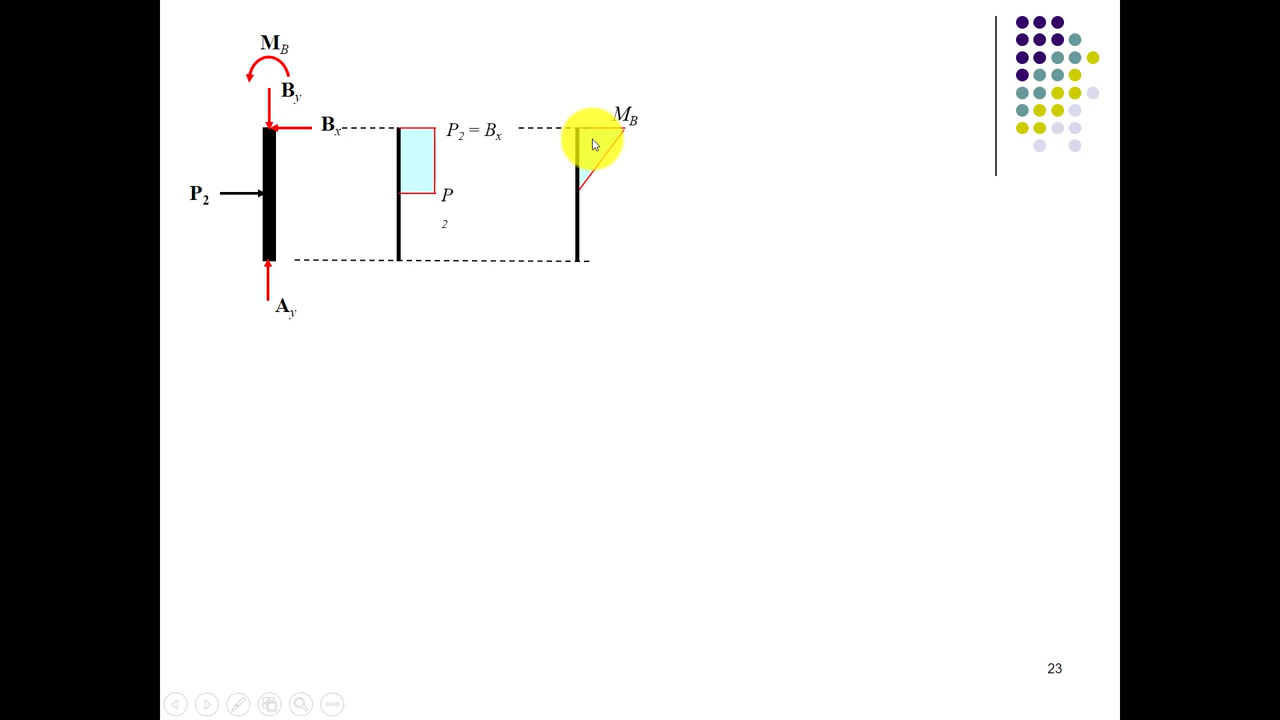 M_B
B_y
B_x
P_2 = B_x
M_B
P_2
P
2
A_y
23